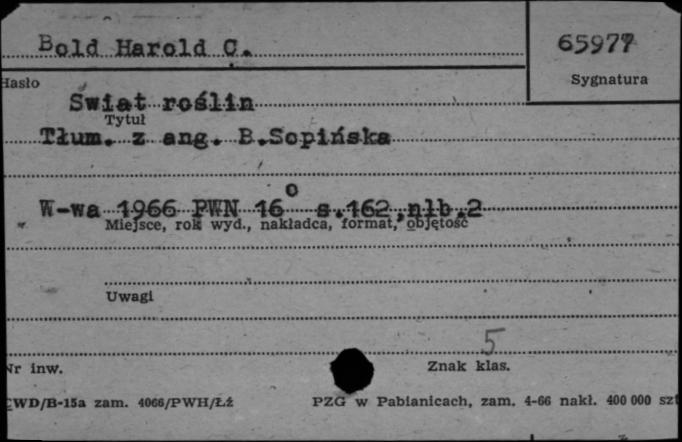 Bold Harold C.
65977
Hasło
Sygnatura
Swiat roślin
Tytuł
Tłum. z ang. B.Sopińska
W-wa 1966 PWN 16° s.162,nlb.2
Miejsce, rok wyd., nakładca, format, objętość
Uwagi
5
Nr inw.
Znak klas.
CWD/B-15a zam. 4066/PWH/Łź
PZG w Pabianicach, zam. 4-66 nakł. 400 000 szt